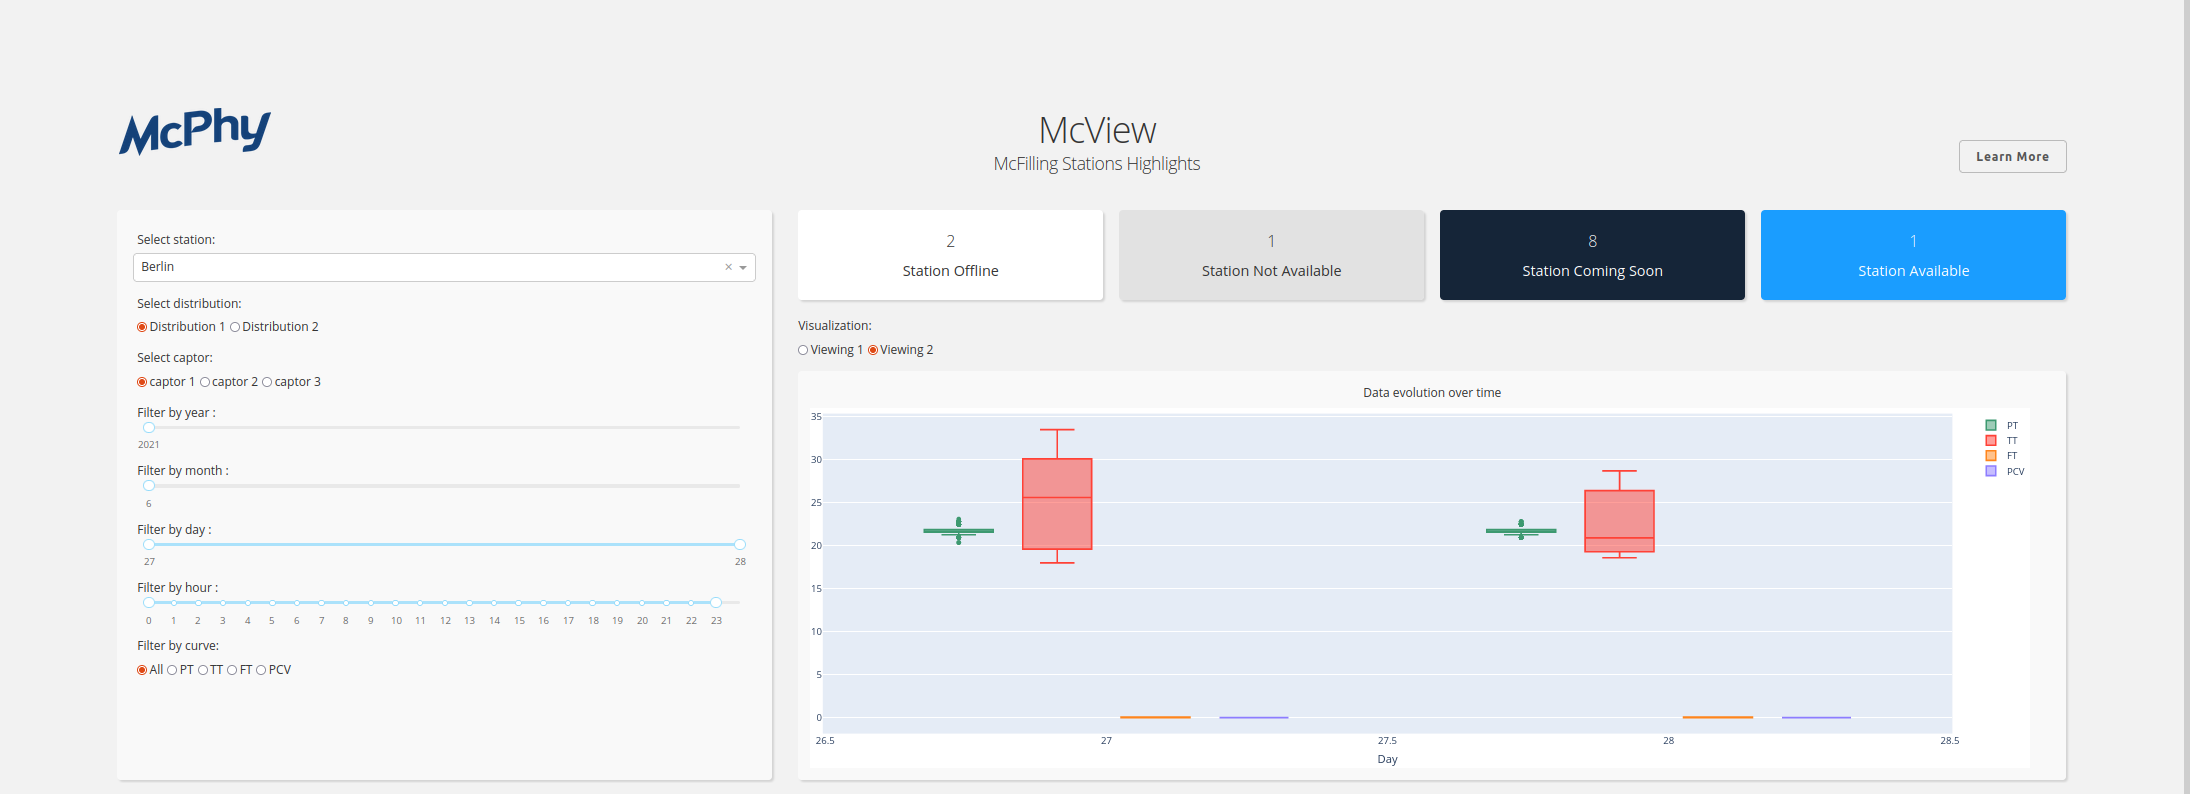 McPhy
McView
McFilling Stations Highlights
Learn More
Select station:
Berlin × 
Select distribution:
Distribution 1 Distribution 2
Select captor:
captor 1 captor 2 captor 3
Filter by year :
2021
Filter by month :
6
Filter by day :
27 28
Filter by hour :
0 1 2 3 4 5 6 7 8 9 10 11 12 13 14 15 16 17 18 19 20 21 22 23
Filter by curve:
All PT TT FT PCV
2
Station Offline
1
Station Not Available
8
Station Coming Soon
1
Station Available
Visualization:
Viewing 1 Viewing 2
Data evolution over time
35
30
25
20
15
10
5
0
26.5 27 27.5 28 28.5
Day
PT
TT
FT
PCV